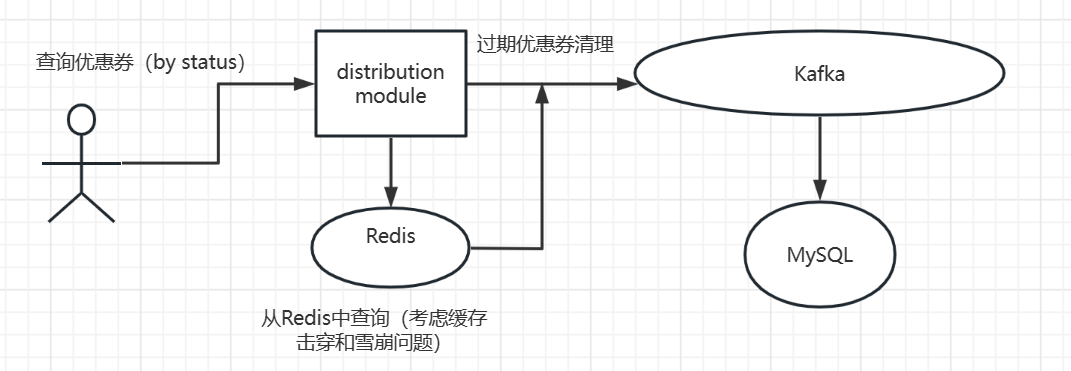 查询优惠券（by status）
distribution
module
过期优惠券清理
Kafka
Redis
MySQL
从Redis中查询（考虑缓存
击穿和雪崩问题）